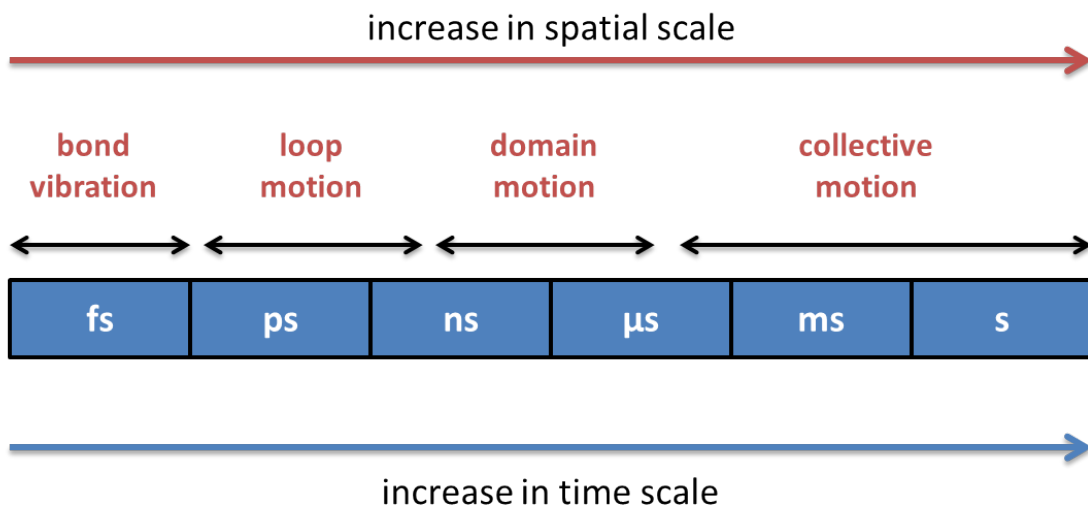 increase in spatial scale
bond vibration
loop motion
domain motion
collective motion
fs ps ns µs ms s
increase in time scale